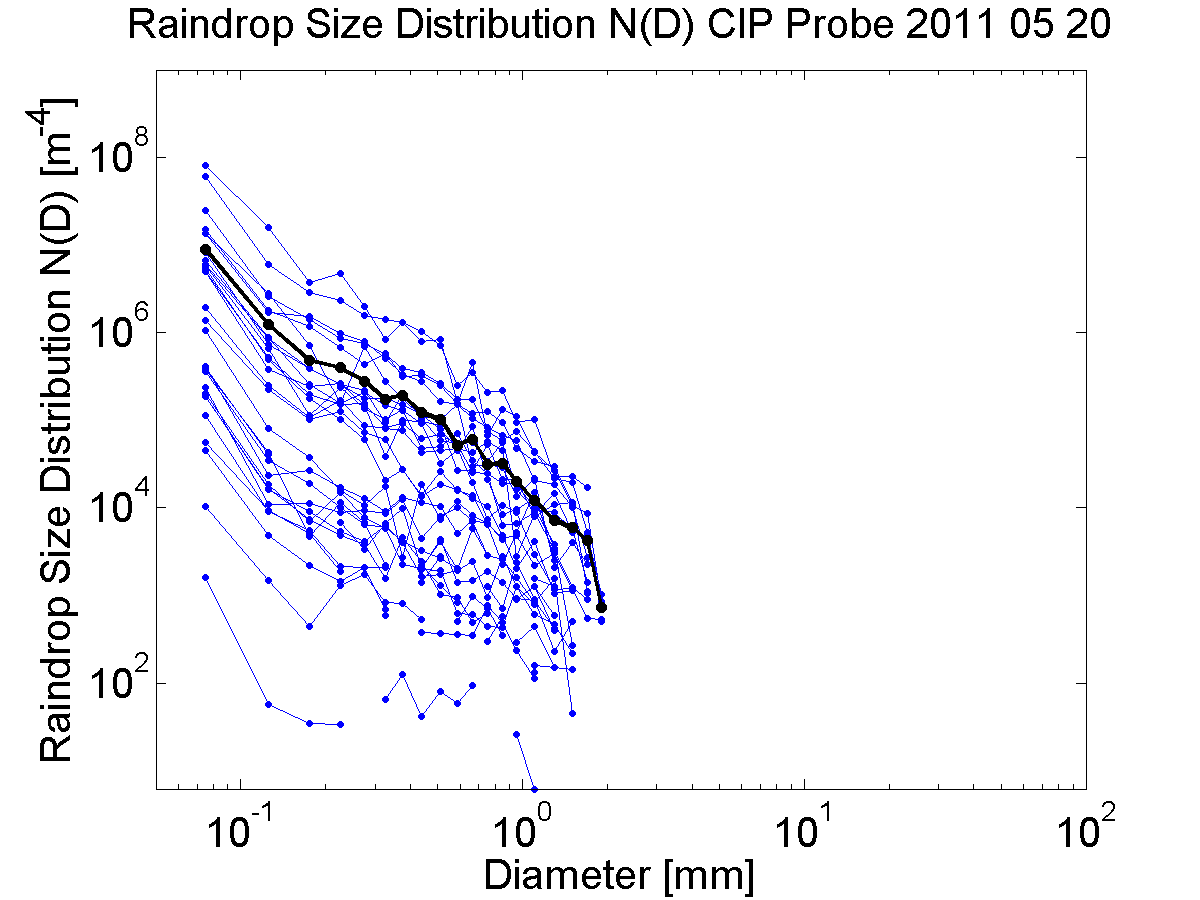 Raindrop Size Distribution N(D) CIP Probe 2011 05 20
Raindrop Size Distribution N(D) [m^-4]
10^8
10^6
10^4
10^2
10^-1 10^0 10^1 10^2
Diameter [mm]